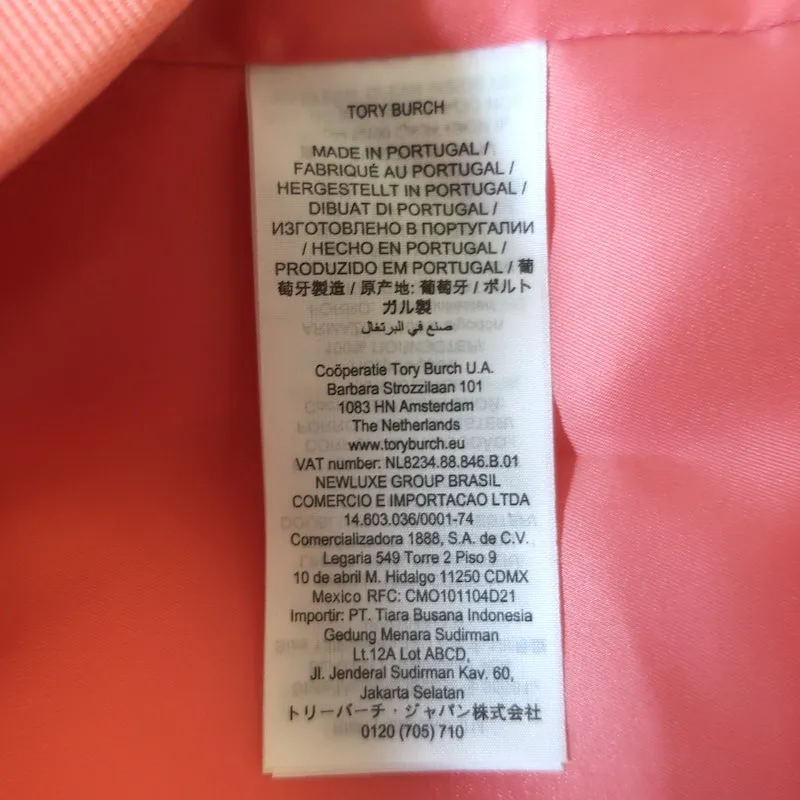 TORY BURCH
MADE IN PORTUGAL /
FABRIQUÉ AU PORTUGAL /
HERGESTELLT IN PORTUGAL /
DIBUAT DI PORTUGAL /
ИЗГОТОВЛЕНО В ПОРТУГАЛИИ
/ HECHO EN PORTUGAL /
PRODUZIDO EM PORTUGAL / 葡
萄牙製造 / 原产地: 葡萄牙 / ポルト
ガル製
صنع في البرتغال
Coöperatie Tory Burch U.A.
Barbara Strozzilaan 101
1083 HN Amsterdam
The Netherlands
www.toryburch.eu
VAT number: NL8234.88.846.B.01
NEWLUXE GROUP BRASIL
COMERCIO E IMPORTACAO LTDA
14.603.036/0001-74
Comercializadora 1888, S.A. de C.V.
Legaria 549 Torre 2 Piso 9
10 de abril M. Hidalgo 11250 CDMX
Mexico RFC: CMO101104D21
Importir: PT. Tiara Busana Indonesia
Gedung Menara Sudirman
Lt.12A Lot ABCD,
Jl. Jenderal Sudirman Kav. 60,
Jakarta Selatan
トリーバーチ・ジャパン株式会社
0120 (705) 710